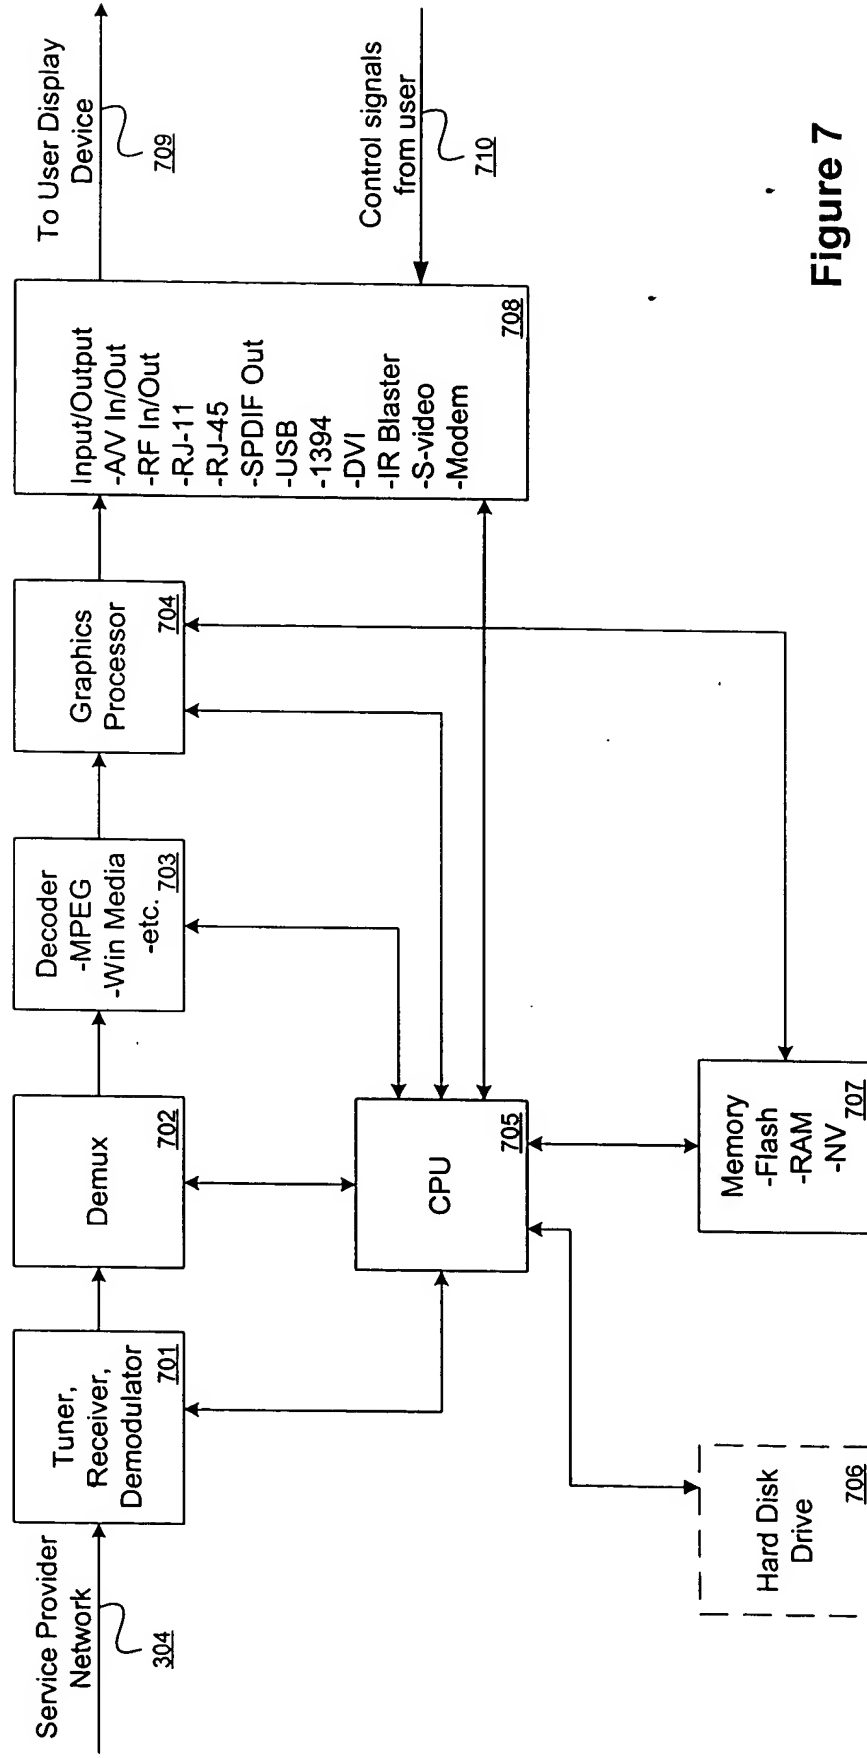 Service Provider
Network
304
Tuner,
Receiver,
Demodulator
701
Demux
702
Decoder
-MPEG
-Win Media
-etc.
703
Graphics
Processor
704
Input/Output
-A/V In/Out
-RF In/Out
-RJ-11
-RJ-45
-SPDIF Out
-USB
-1394
-DVI
-IR Blaster
-S-video
-Modem
708
To User Display
Device
709
Control signals
from user
710
CPU
705
Hard Disk
Drive
706
Memory
-Flash
-RAM
-NV
707
Figure 7